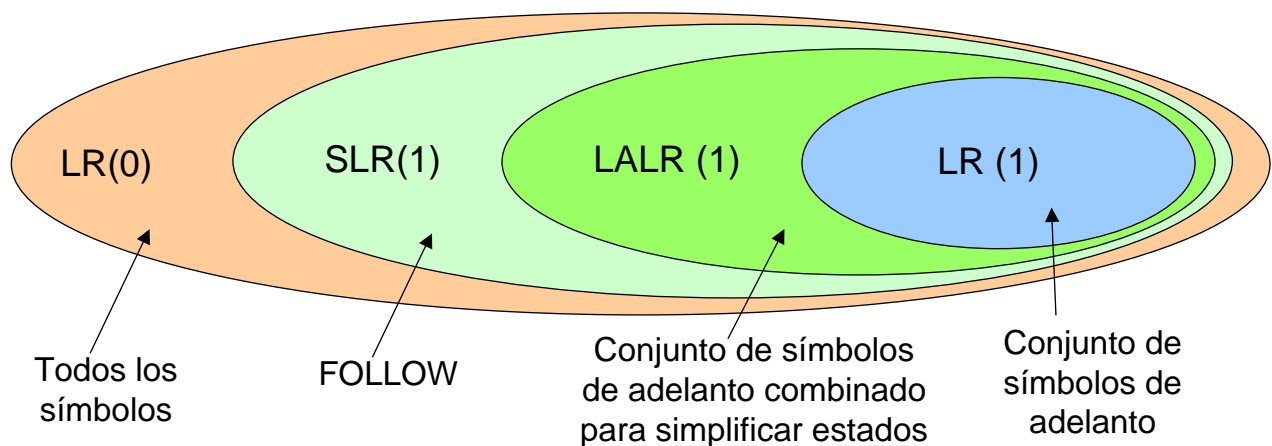 LR(0)
SLR(1)
LALR (1)
LR (1)
Todos los
símbolos
FOLLOW
Conjunto de símbolos
de adelanto combinado
para simplificar estados
Conjunto de
símbolos de
adelanto